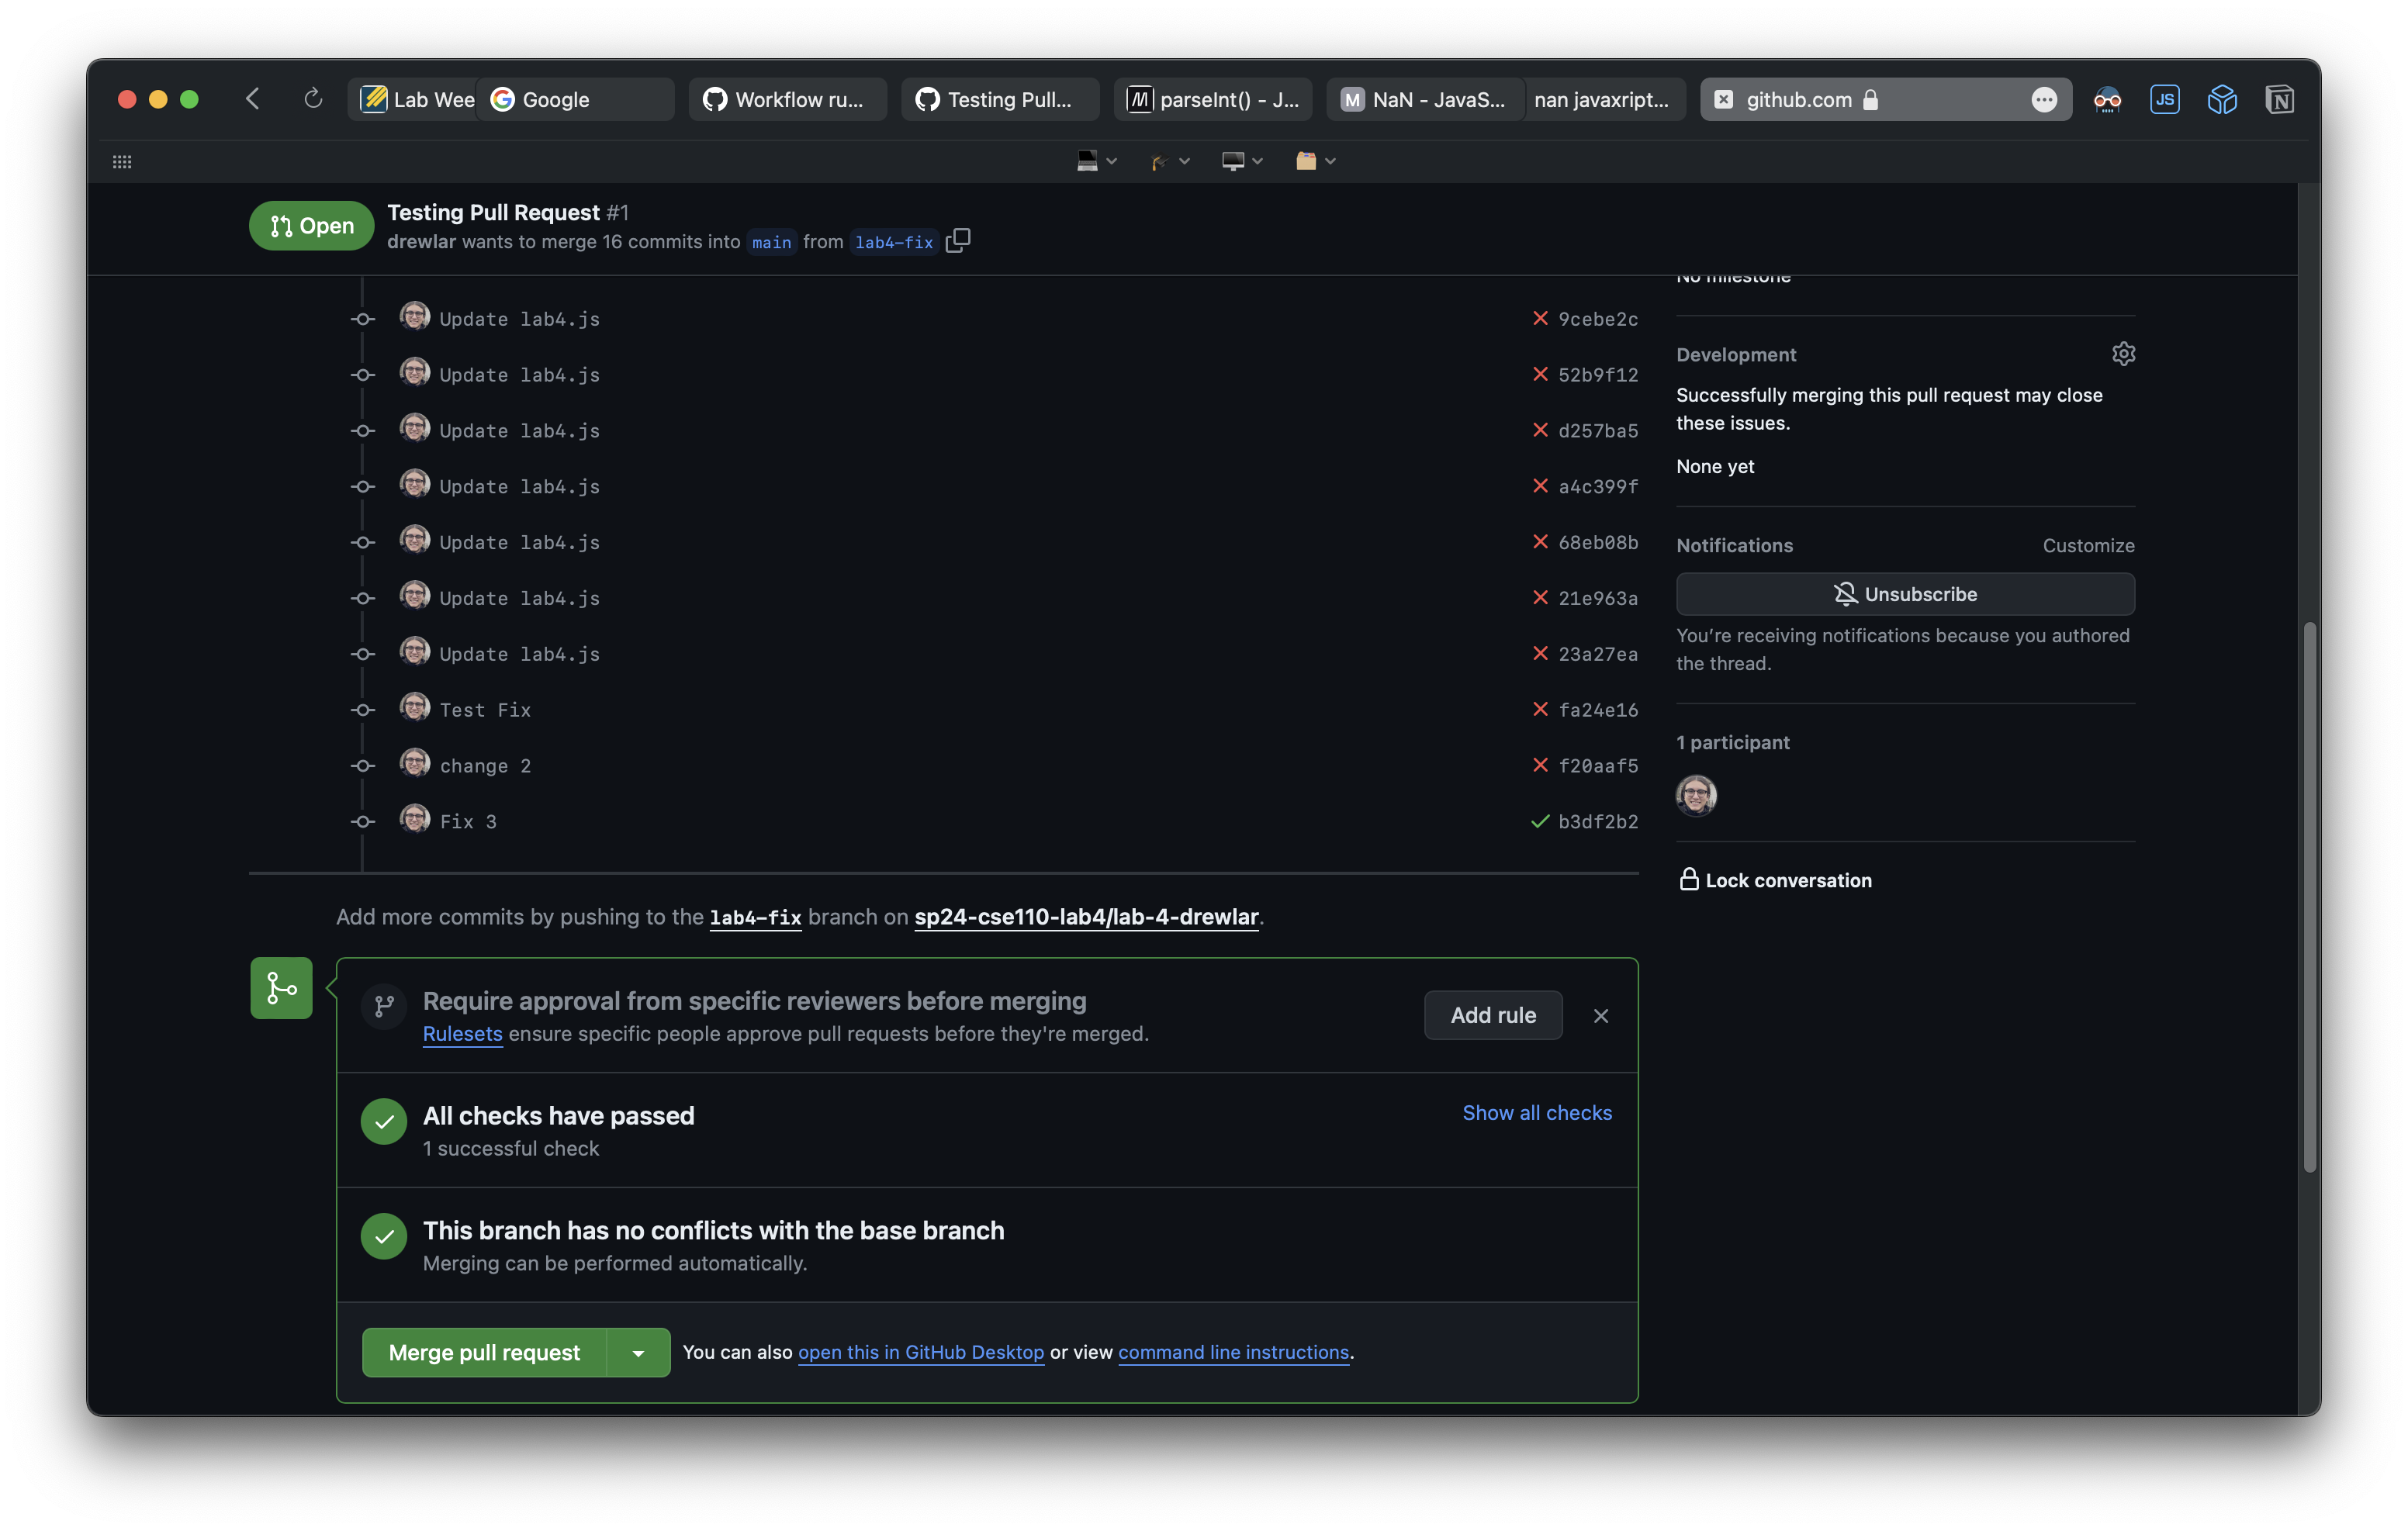 Lab Wee
Google
Workflow ru...
Testing Pull...
parseInt() - J...
M NaN - JavaS...
nan javaxript...
github.com
JS
N
Open
Testing Pull Request #1
drewlar wants to merge 16 commits into main from lab4-fix
No milestone
Update lab4.js 9cebe2c
Update lab4.js 52b9f12
Update lab4.js d257ba5
Update lab4.js a4c399f
Update lab4.js 68eb08b
Update lab4.js 21e963a
Update lab4.js 23a27ea
Test Fix fa24e16
change 2 f20aaf5
Fix 3 b3df2b2
Development
Successfully merging this pull request may close
these issues.
None yet
Notifications Customize
Unsubscribe
You’re receiving notifications because you authored
the thread.
1 participant
Lock conversation
Add more commits by pushing to the lab4-fix branch on sp24-cse110-lab4/lab-4-drewlar.
Require approval from specific reviewers before merging
Rulesets ensure specific people approve pull requests before they're merged.
Add rule
All checks have passed
1 successful check
Show all checks
This branch has no conflicts with the base branch
Merging can be performed automatically.
Merge pull request
You can also open this in GitHub Desktop or view command line instructions.